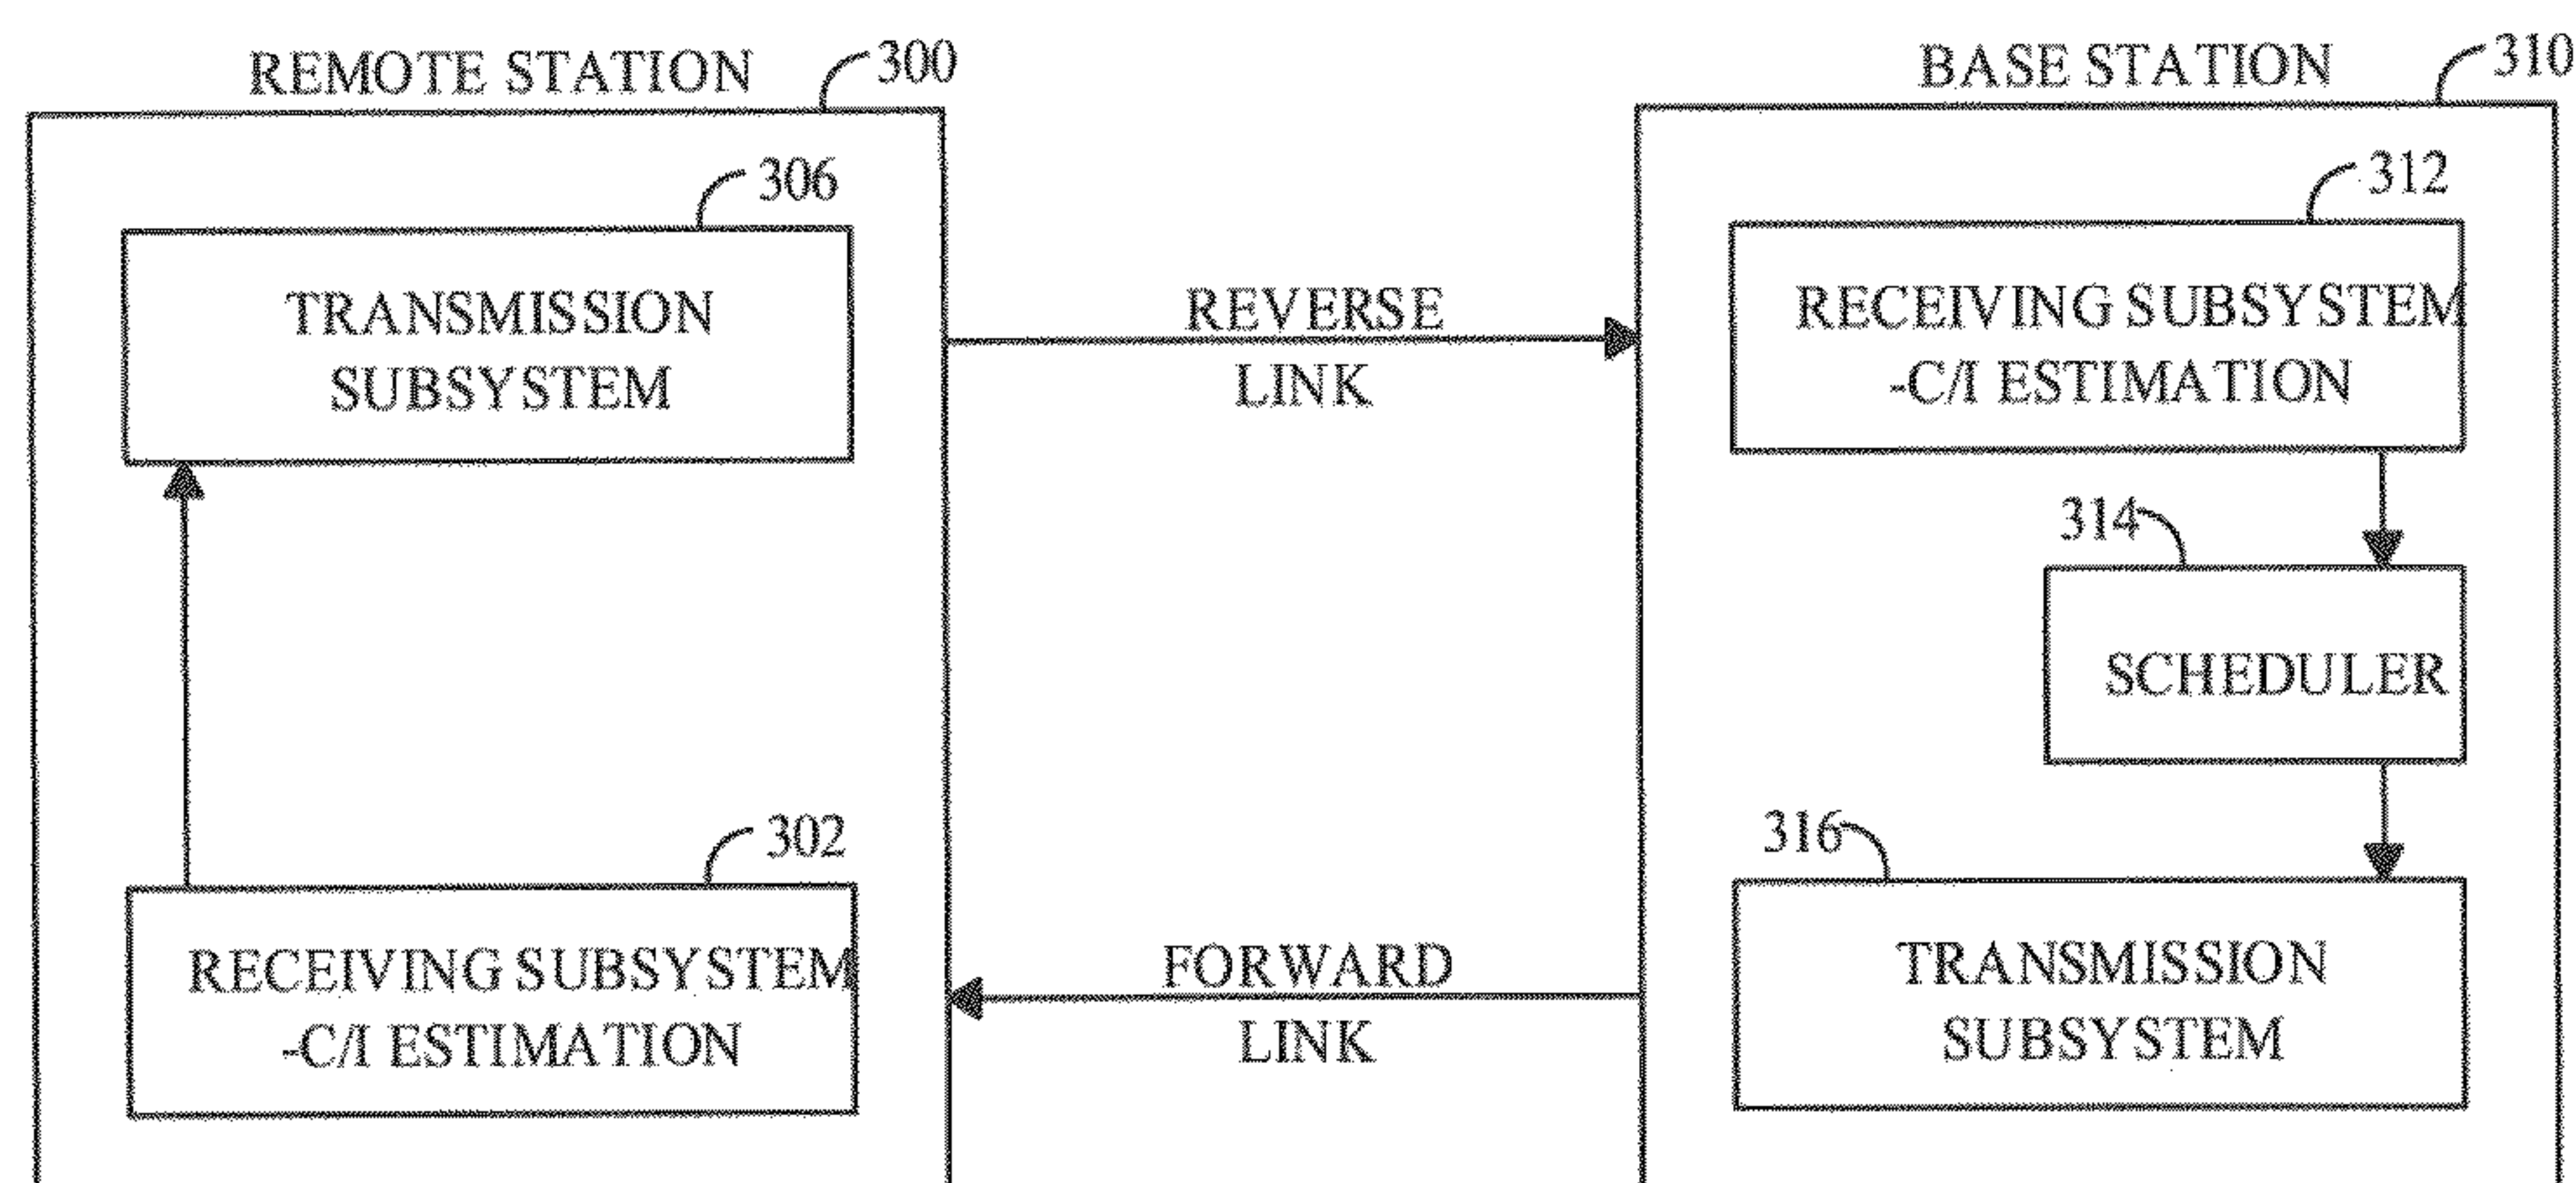 REMOTE STATION
300
BASE STATION
310
306
TRANSMISSION
SUBSYSTEM
REVERSE
LINK
312
RECEIVING SUBSYSTEM
-C/I ESTIMATION
314
SCHEDULER
302
RECEIVING SUBSYSTEM
-C/I ESTIMATION
FORWARD
LINK
316
TRANSMISSION
SUBSYSTEM